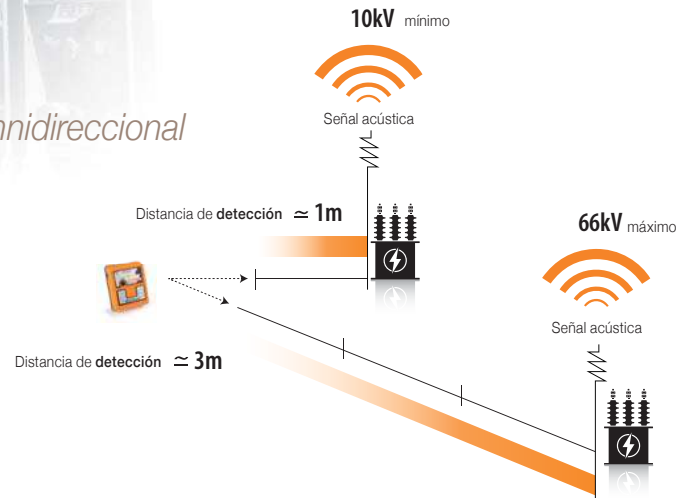 10kV mínimo
Señal acústica
nidireccional
Distancia de detección ≃ 1m
66kV máximo
Señal acústica
Distancia de detección ≃ 3m